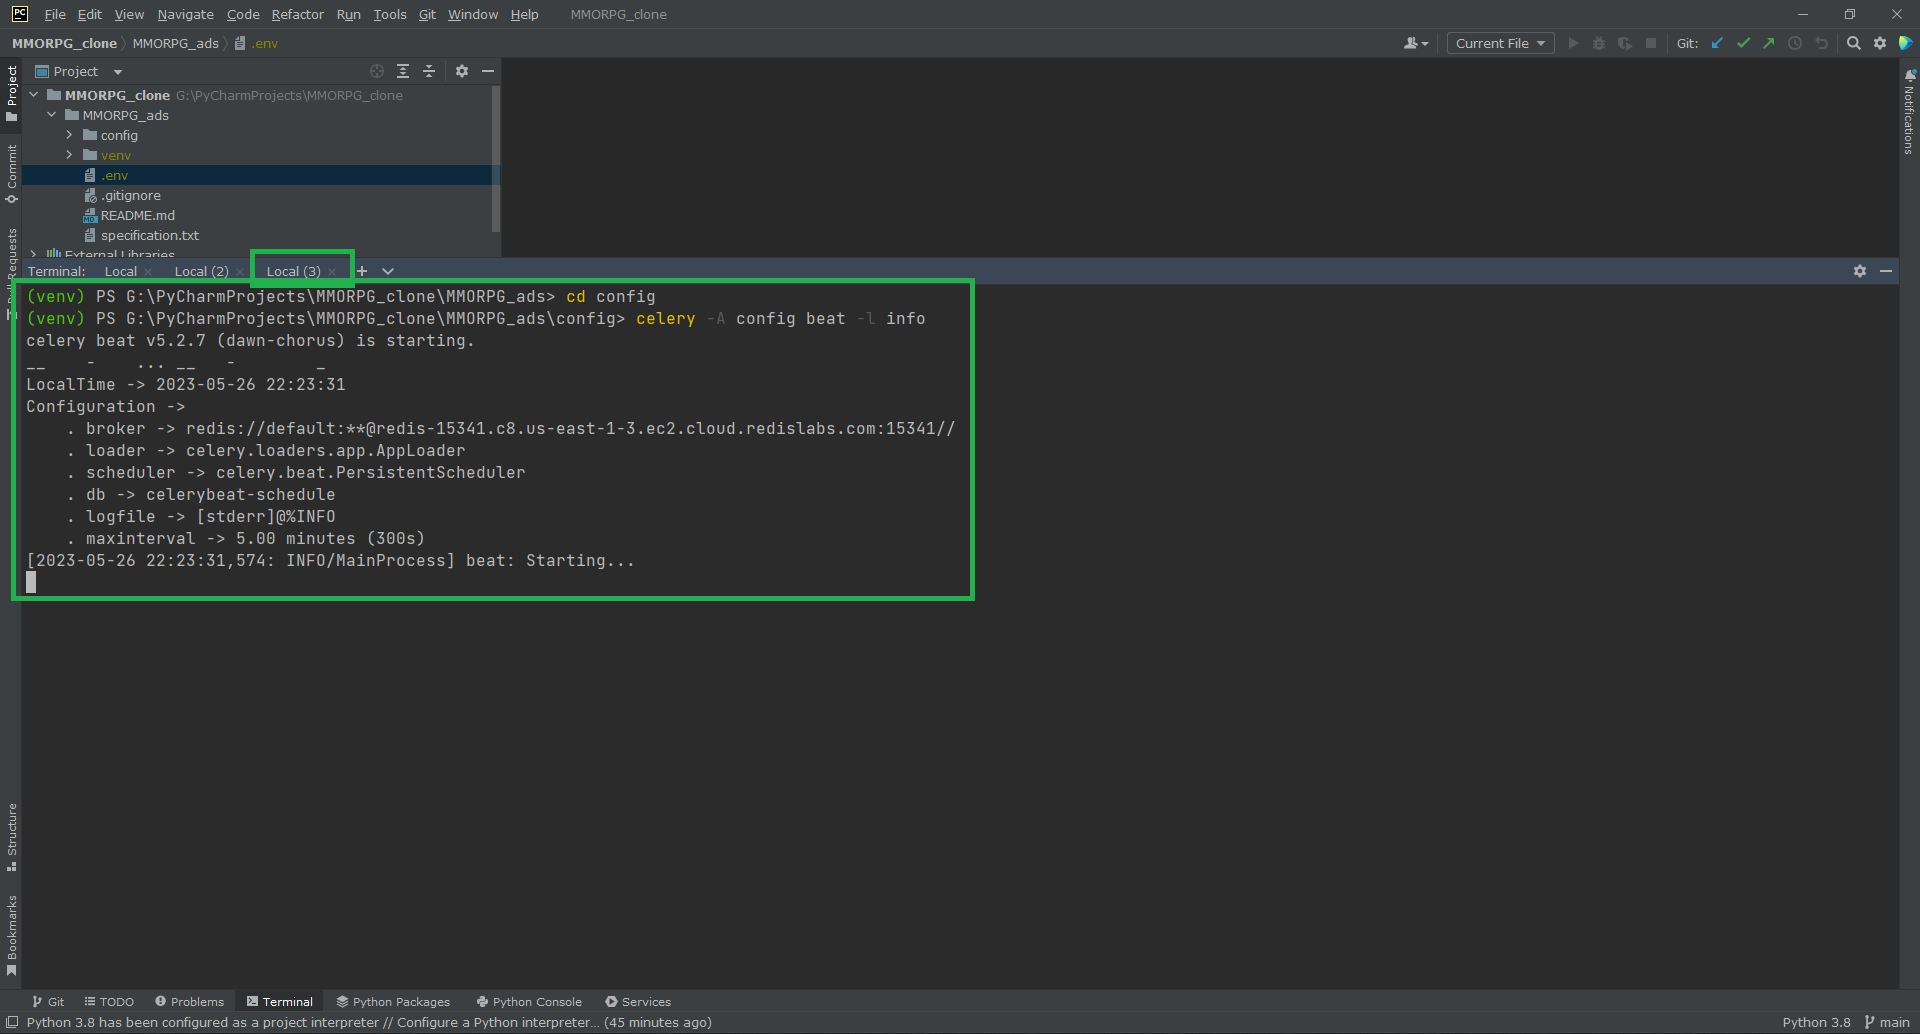 PC File Edit View Navigate Code Refactor Run Tools Git Window Help MMORPG_clone
MMORPG_clone MMORPG_ads .env Current File Git:
Project
Project
MMORPG_clone G:\PyCharmProjects\MMORPG_clone
MMORPG_ads
config
venv
.env
.gitignore
MD README.md
specification.txt
External Libraries
Commit
Notifications
Terminal: Local Local (2) Local (3)
(venv) PS G:\PyCharmProjects\MMORPG_clone\MMORPG_ads> cd config
(venv) PS G:\PyCharmProjects\MMORPG_clone\MMORPG_ads\config> celery -A config beat -l info
celery beat v5.2.7 (dawn-chorus) is starting.
__    -    ... __   -        _
LocalTime -> 2023-05-26 22:23:31
Configuration ->
. broker -> redis://default:**@redis-15341.c8.us-east-1-3.ec2.cloud.redislabs.com:15341//
. loader -> celery.loaders.app.AppLoader
. scheduler -> celery.beat.PersistentScheduler
. db -> celerybeat-schedule
. logfile -> [stderr]@%INFO
. maxinterval -> 5.00 minutes (300s)
[2023-05-26 22:23:31,574: INFO/MainProcess] beat: Starting...
Structure
Bookmarks
Git TODO Problems Terminal Python Packages Python Console Services
Python 3.8 has been configured as a project interpreter // Configure a Python interpreter... (45 minutes ago) Python 3.8 main